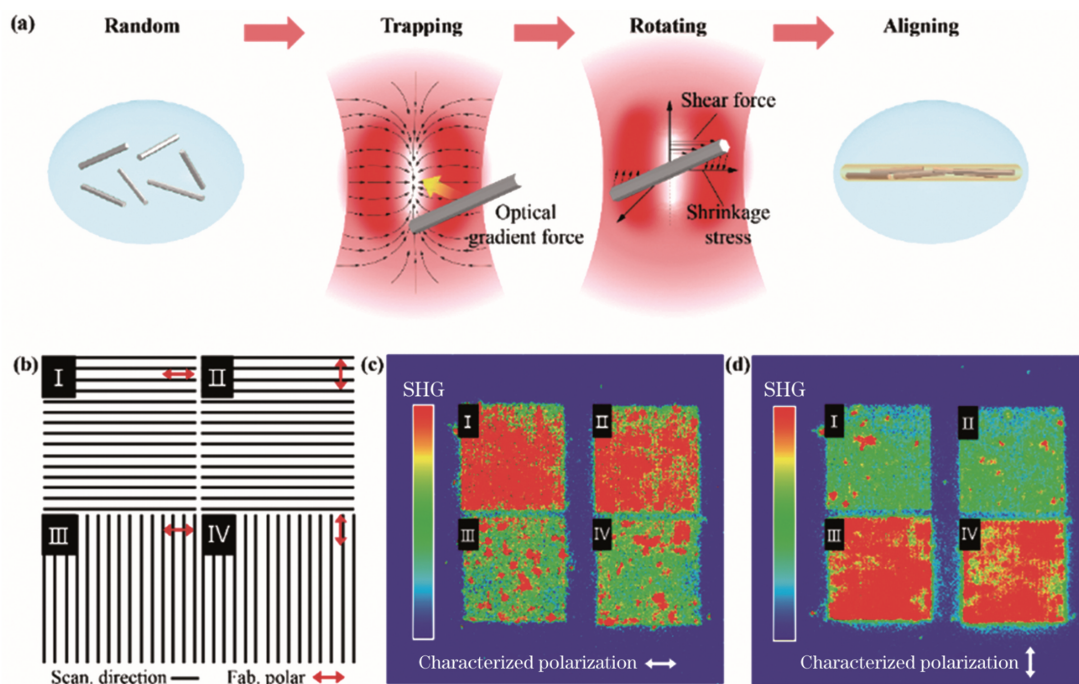 (a)
Random
Trapping
Rotating
Aligning
Optical
gradient force
Shear force
Shrinkage
stress
(b)
I
II
III
IV
Scan. direction
Fab. polar
(c)
SHG
I
II
III
IV
Characterized polarization
(d)
SHG
I
II
III
IV
Characterized polarization